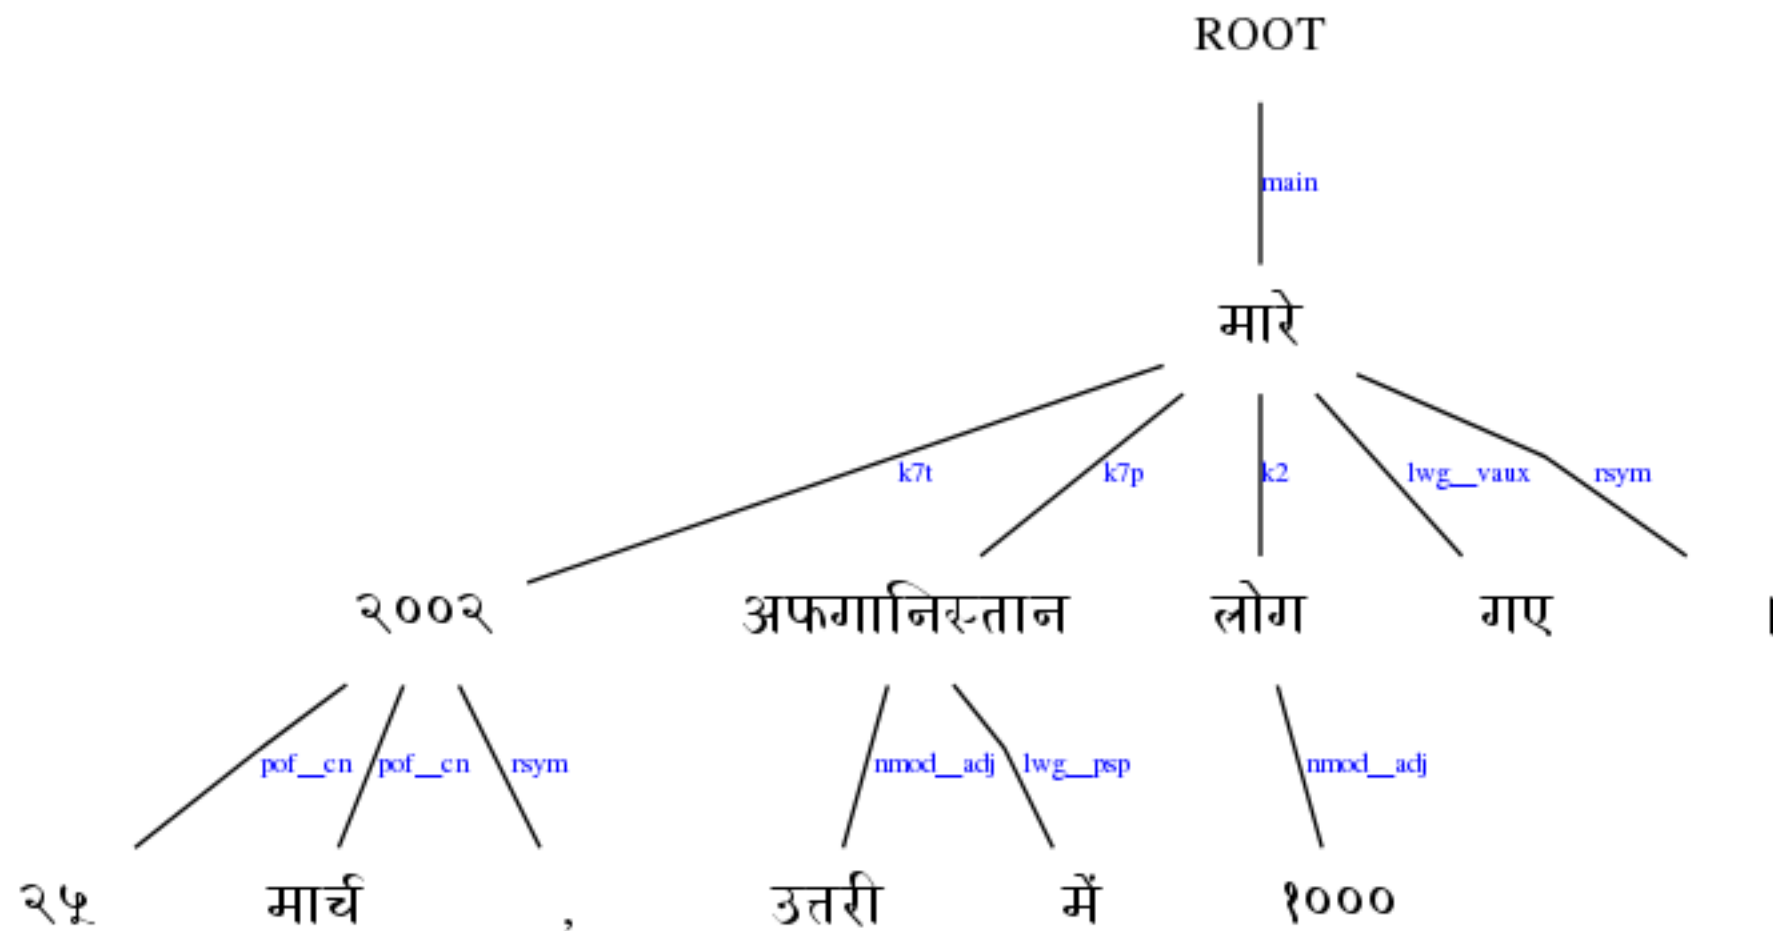 ROOT
main
मारे
k7t k7p k2 lwg__vaux rsym
२००२ अफगानिस्तान लोग गए ।
pof__cn pof__cn rsym nmod__adj lwg__psp nmod__adj
२५ मार्च , उत्तरी में १०००